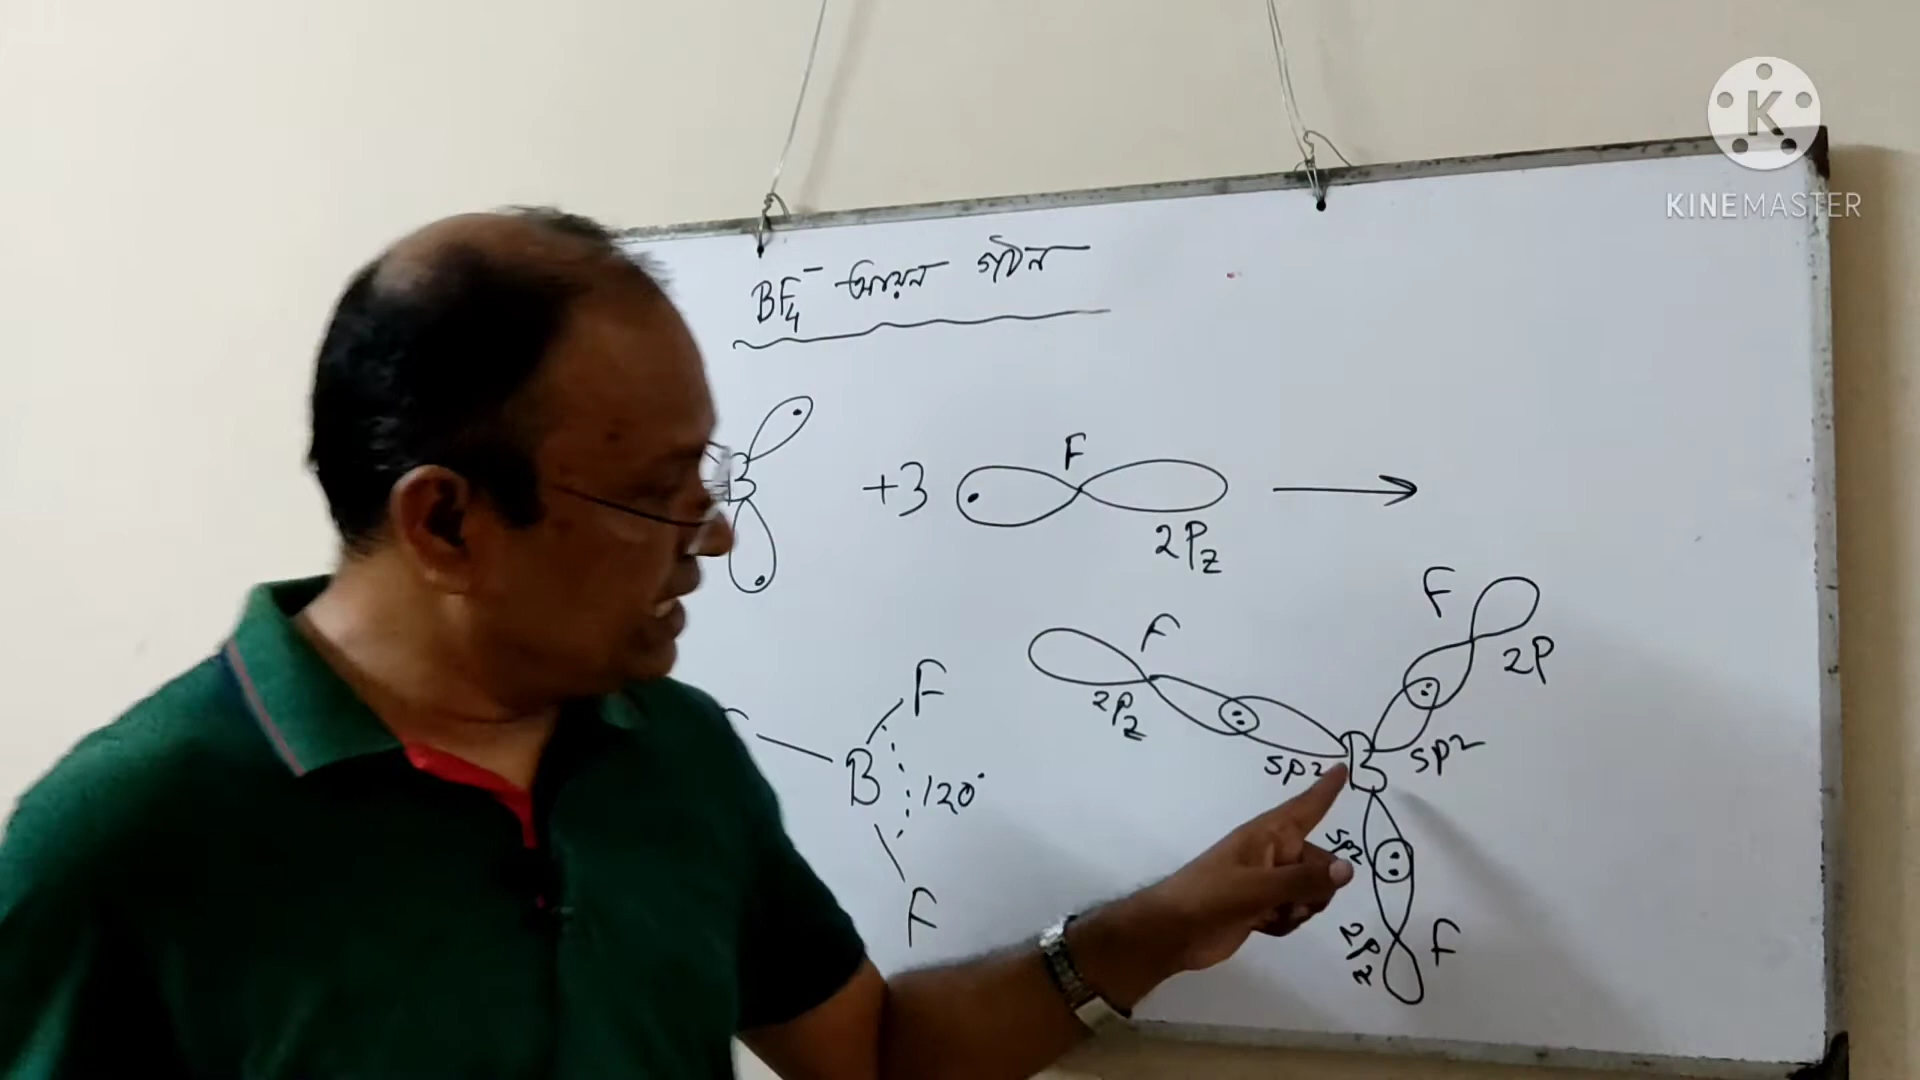 KINEMASTER
BF₄⁻ আয়ন গঠন
B +3 F 2Pz →
F 2Pz sp2 B sp2 F 2P
sp2 2Pz F
B F F 120°